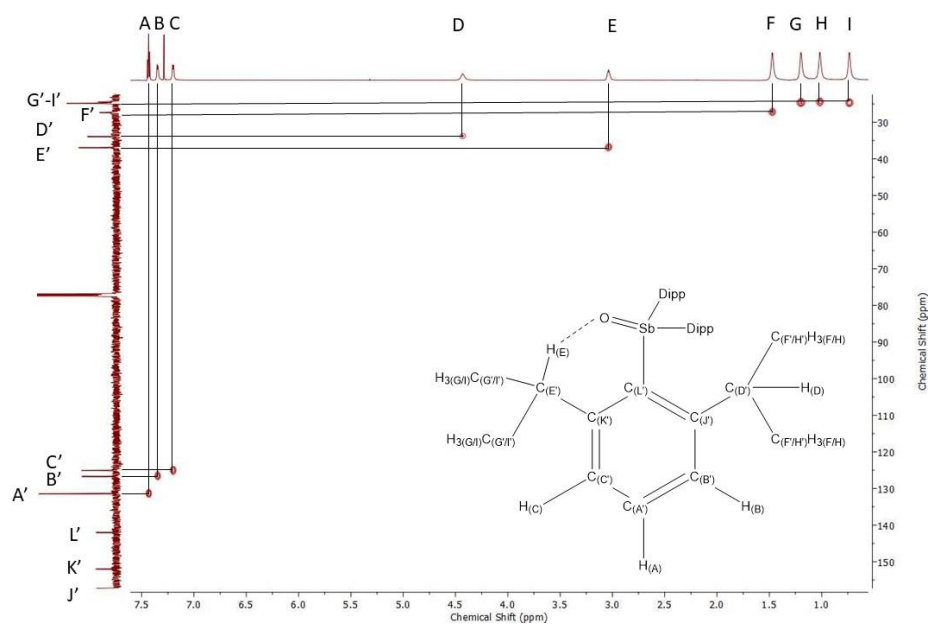 A B C D E F G H I
G’-I’
F’
D’
E’
C’
B’
A’
L’
K’
J’
30
40
50
60
70
80
90
100
110
120
130
140
150
Chemical Shift (ppm)
7.5 7.0 6.5 6.0 5.5 5.0 4.5 4.0 3.5 3.0 2.5 2.0 1.5 1.0
Chemical Shift (ppm)
Dipp
O Sb Dipp
H(E)
C(F'/H')H3(F/H)
H3(G/I)C(G'/I')
C(E') C(L') C(D') H(D)
H3(G/I)C(G'/I')
C(K') C(J')
C(F'/H')H3(F/H)
C(C') C(B')
H(C) C(A') H(B)
H(A)